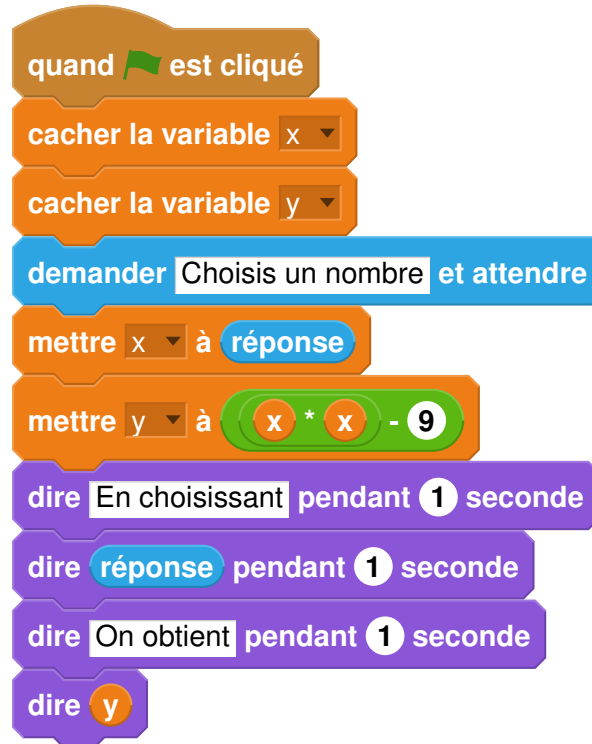 quand est cliqué
cacher la variable x
cacher la variable y
demander Choisis un nombre et attendre
mettre x à réponse
mettre y à x * x - 9
dire En choisissant pendant 1 seconde
dire réponse pendant 1 seconde
dire On obtient pendant 1 seconde
dire y